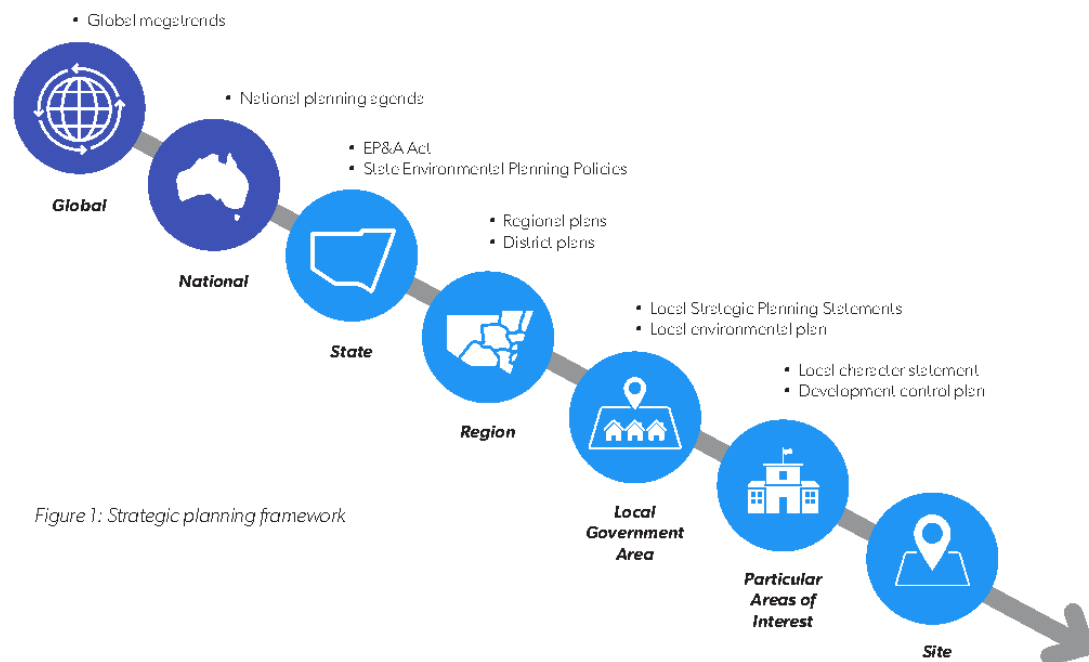 • Global megatrends
Global
• National planning agenda
National
• EP&A Act
• State Environmental Planning Policies
State
• Regional plans
• District plans
Region
• Local Strategic Planning Statements
• Local environmental plan
Local
Government
Area
• Local character statement
• Development control plan
Particular
Areas of
Interest
Site
Figure 1: Strategic planning framework